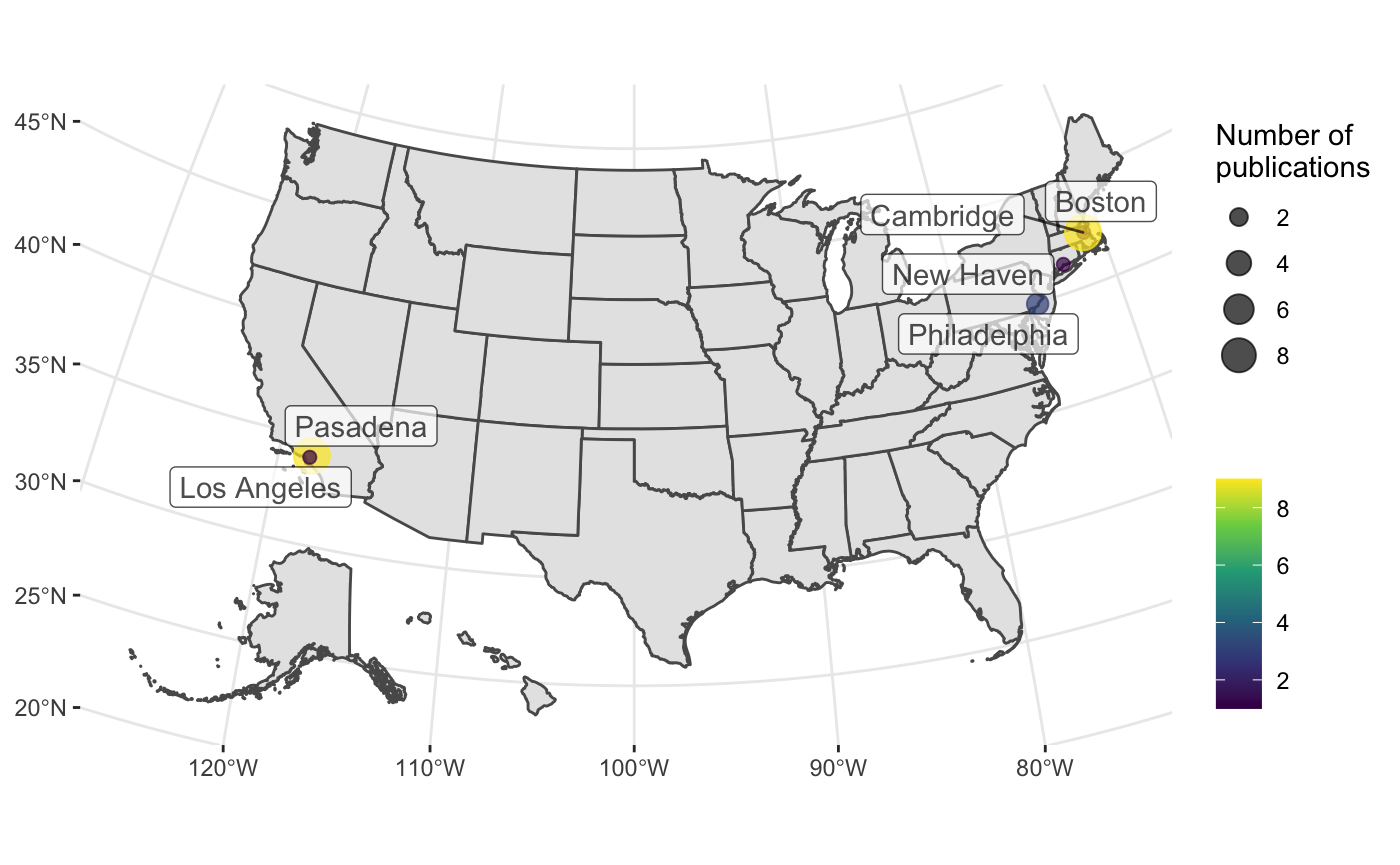 45°N
40°N
35°N
30°N
25°N
20°N
120°W
110°W
100°W
90°W
80°W
Boston
Cambridge
New Haven
Philadelphia
Pasadena
Los Angeles
Number of
publications
2
4
6
8
8
6
4
2